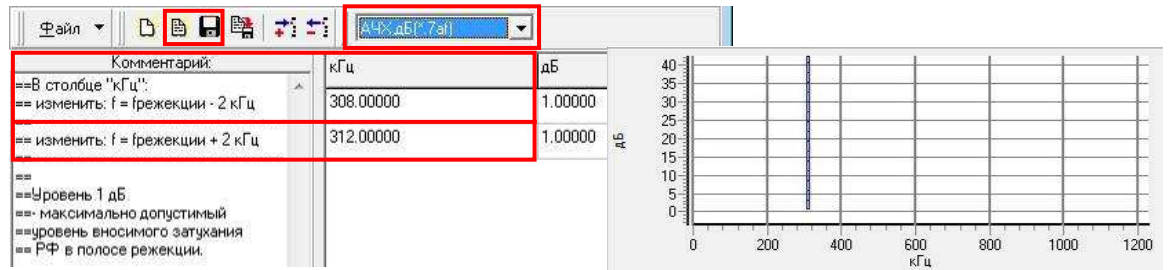 Файл
АЧХ,дБ(*.7af)
Комментарий:
==В столбце "кГц":
== изменить: f = fрежекции - 2 кГц
==
== изменить: f = fрежекции + 2 кГц
==
==
==Уровень 1 дБ
==- максимально допустимый
==уровень вносимого затухания
== РФ в полосе режекции.
кГц
дБ
308.00000
1.00000
312.00000
1.00000
дБ
40
35
30
25
20
15
10
5
0
0
200
400
600
800
1000
1200
кГц